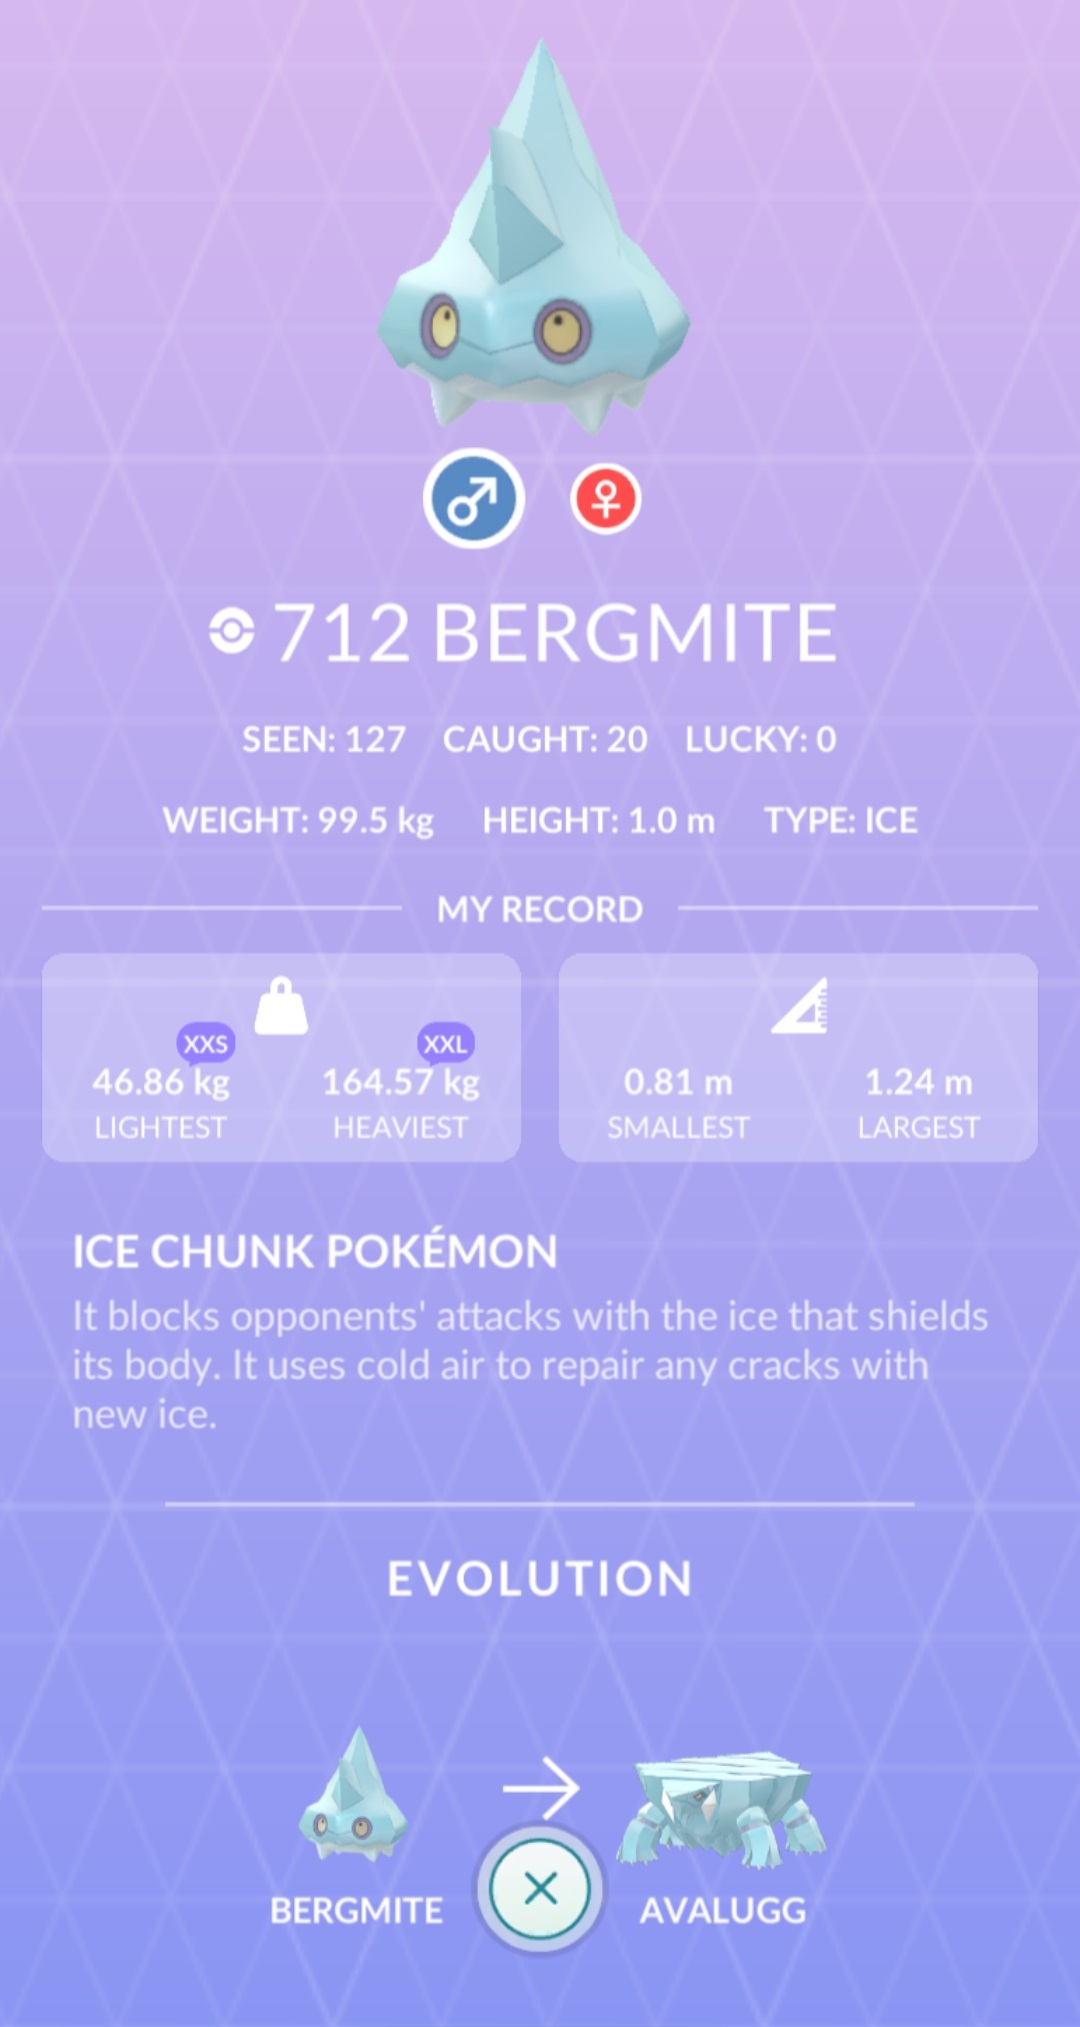 712 BERGMITE
SEEN: 127 CAUGHT: 20 LUCKY: 0
WEIGHT: 99.5 kg HEIGHT: 1.0 m TYPE: ICE
MY RECORD
XXS XXL
46.86 kg 164.57 kg 0.81 m 1.24 m
LIGHTEST HEAVIEST SMALLEST LARGEST
ICE CHUNK POKÉMON
It blocks opponents' attacks with the ice that shields
its body. It uses cold air to repair any cracks with
new ice.
EVOLUTION
BERGMITE AVALUGG